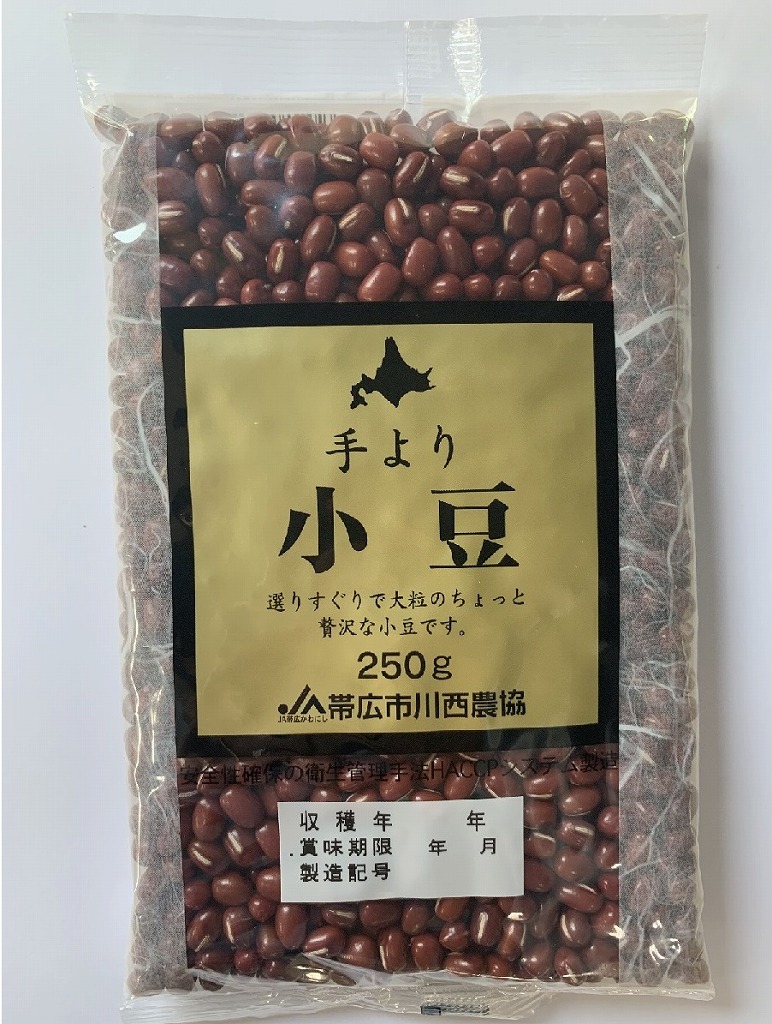 手より
小豆
選りすぐりで大粒のちょっと
贅沢な小豆です。
250g
JA 帯広市川西農協
JA帯広かわにし
安全性確保の衛生管理手法HACCPシステム製造
収穫年 年
.賞味期限 年 月
製造記号